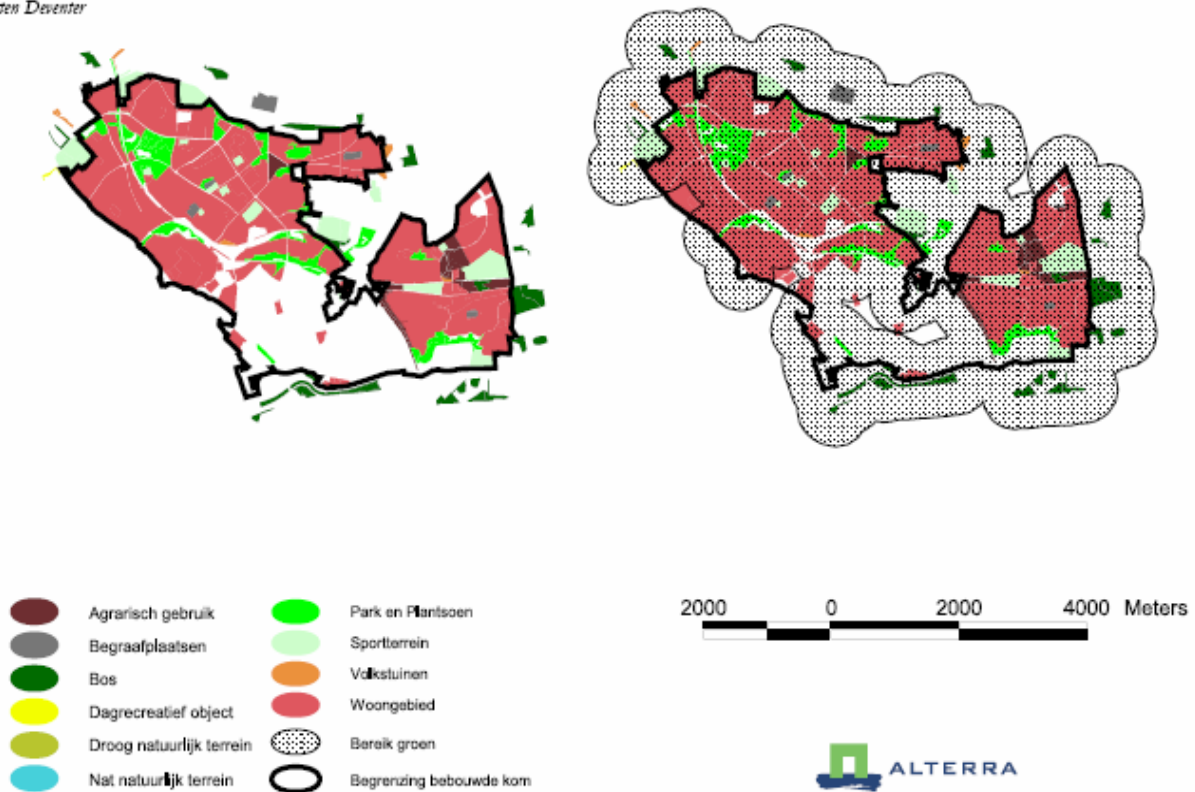 Deventer
Agrarisch gebruik
Begraafplaatsen
Bos
Dagrecreatief object
Droog natuurlijk terrein
Nat natuurlijk terrein
Park en Plantsoen
Sportterrein
Volkstuinen
Woongebied
Bereik groen
Begrenzing bebouwde kom
2000 0 2000 4000 Meters
ALTERRA